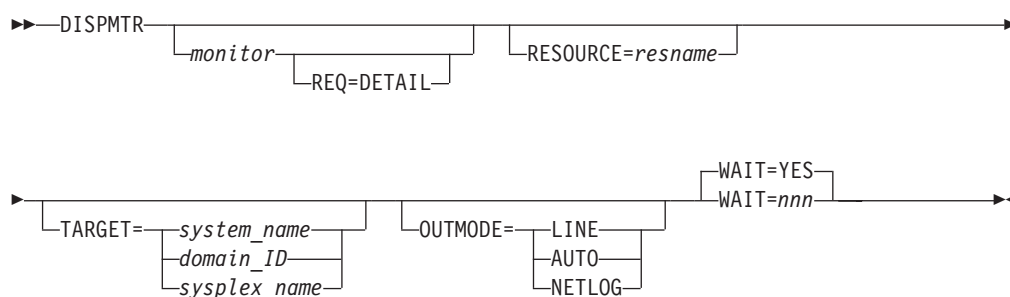 DISPMTR
monitor
REQ=DETAIL
RESOURCE=resname
TARGET=
system_name
domain_ID
sysplex_name
OUTMODE=
LINE
AUTO
NETLOG
WAIT=YES
WAIT=nnn